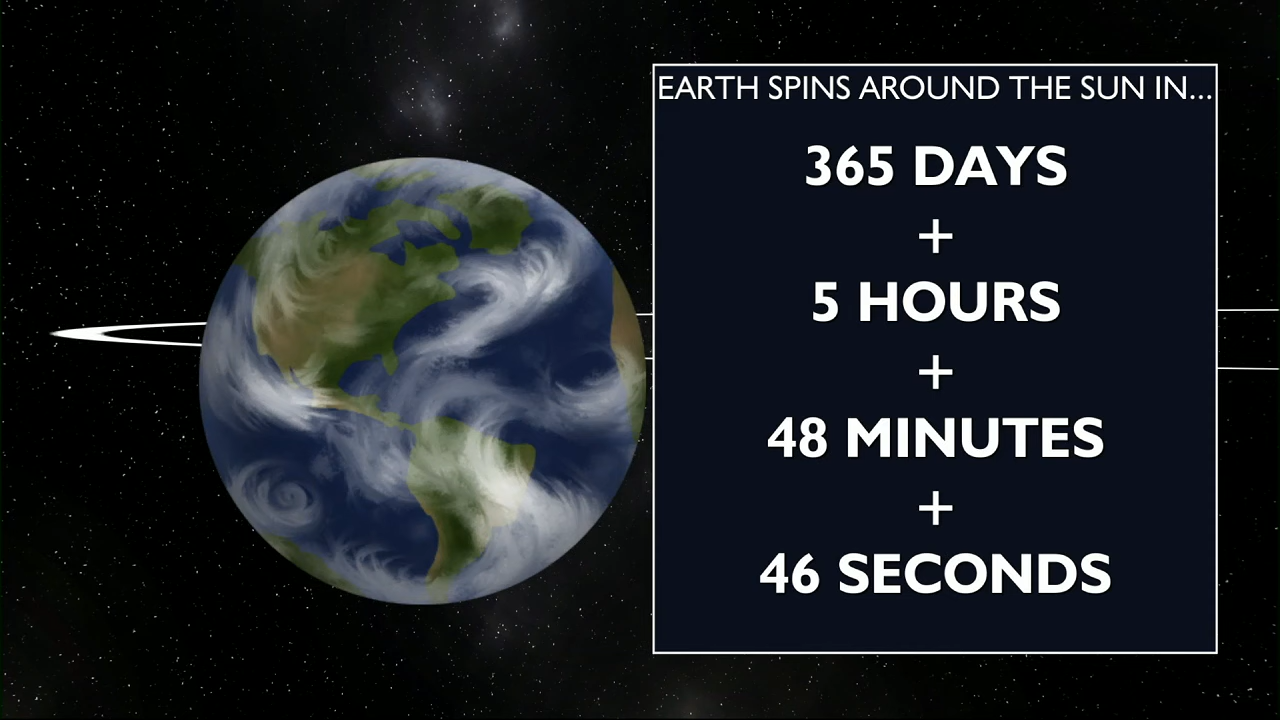 EARTH SPINS AROUND THE SUN IN...
365 DAYS
+
5 HOURS
+
48 MINUTES
+
46 SECONDS